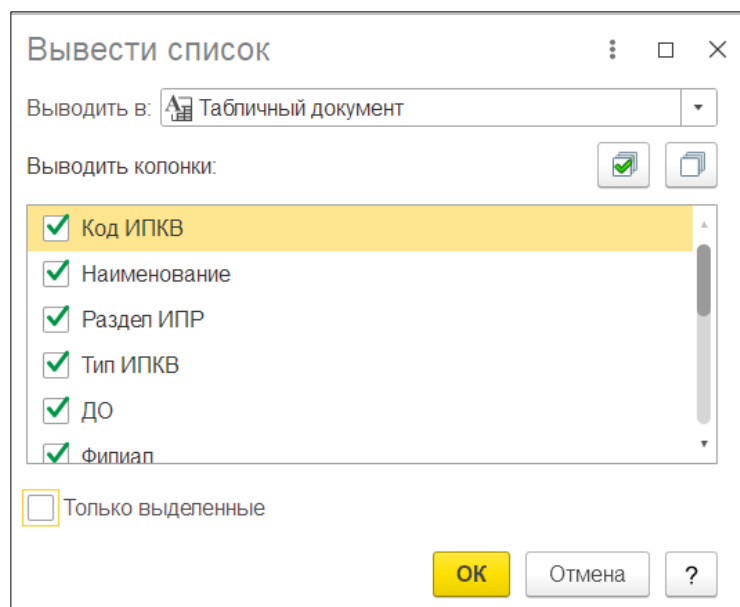 Вывести список
Выводить в: Табличный документ
Выводить колонки:
Код ИПКВ
Наименование
Раздел ИПР
Тип ИПКВ
ДО
Филиал
Только выделенные
ОК Отмена ?